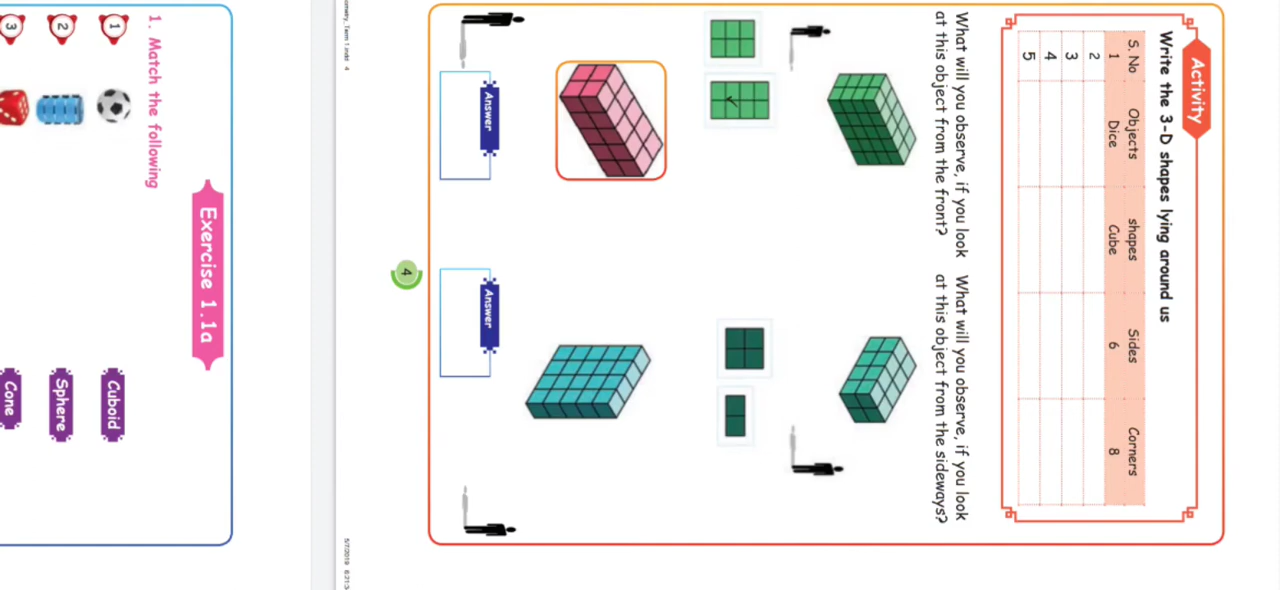 Activity
Write the 3-D shapes lying around us
S. No Objects shapes Sides Corners
1 Dice Cube 6 8
2
3
4
5
What will you observe, if you look
at this object from the front?
What will you observe, if you look
at this object from the sideways?
Answer
Answer
4
5/7/2019
Exercise 1.1a
1. Match the following
1
Cuboid
2
Sphere
3
Cone